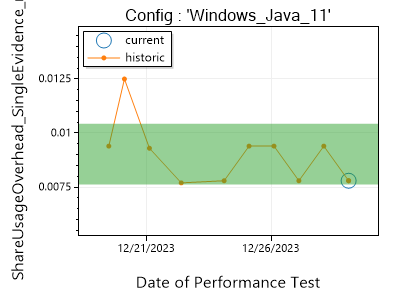 Config : 'Windows_Java_11'
current
historic
ShareUsageOverhead_SingleEvidence_
0.0125
0.01
0.0075
12/21/2023
12/26/2023
Date of Performance Test